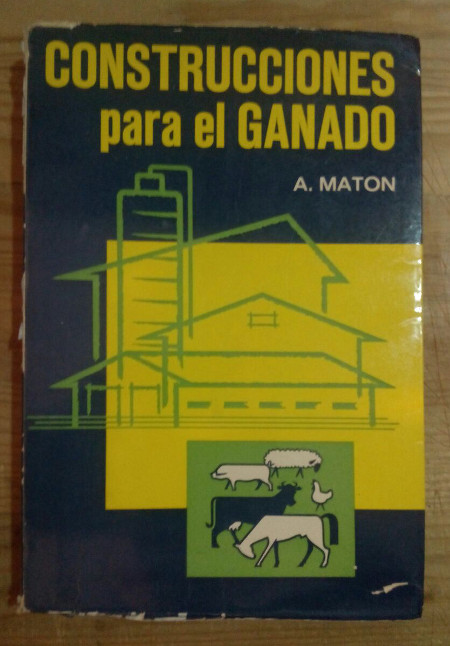 CONSTRUCCIONES
para el GANADO
A. MATON